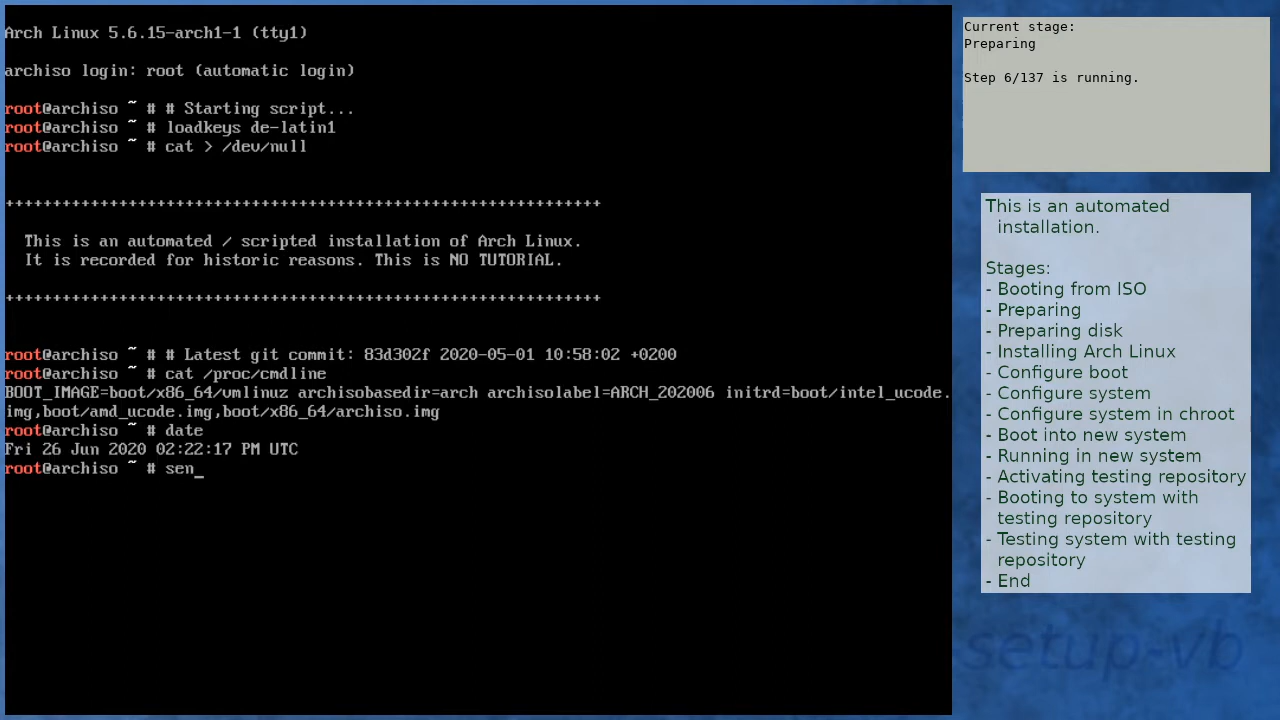 Arch Linux 5.6.15-arch1-1 (tty1)
archiso login: root (automatic login)
root@archiso ~ # # Starting script...
root@archiso ~ # loadkeys de-latin1
root@archiso ~ # cat > /dev/null
+++++++++++++++++++++++++++++++++++++++++++++++++++++++++++++++
This is an automated / scripted installation of Arch Linux.
It is recorded for historic reasons. This is NO TUTORIAL.
+++++++++++++++++++++++++++++++++++++++++++++++++++++++++++++++
root@archiso ~ # # Latest git commit: 83d302f 2020-05-01 10:58:02 +0200
root@archiso ~ # cat /proc/cmdline
BOOT_IMAGE=boot/x86_64/vmlinuz archisobasedir=arch archisolabel=ARCH_202006 initrd=boot/intel_ucode.
img,boot/amd_ucode.img,boot/x86_64/archiso.img
root@archiso ~ # date
Fri 26 Jun 2020 02:22:17 PM UTC
root@archiso ~ # sen_
Current stage:
Preparing
Step 6/137 is running.
This is an automated
installation.
Stages:
- Booting from ISO
- Preparing
- Preparing disk
- Installing Arch Linux
- Configure boot
- Configure system
- Configure system in chroot
- Boot into new system
- Running in new system
- Activating testing repository
- Booting to system with
testing repository
- Testing system with testing
repository
- End
setup-vb